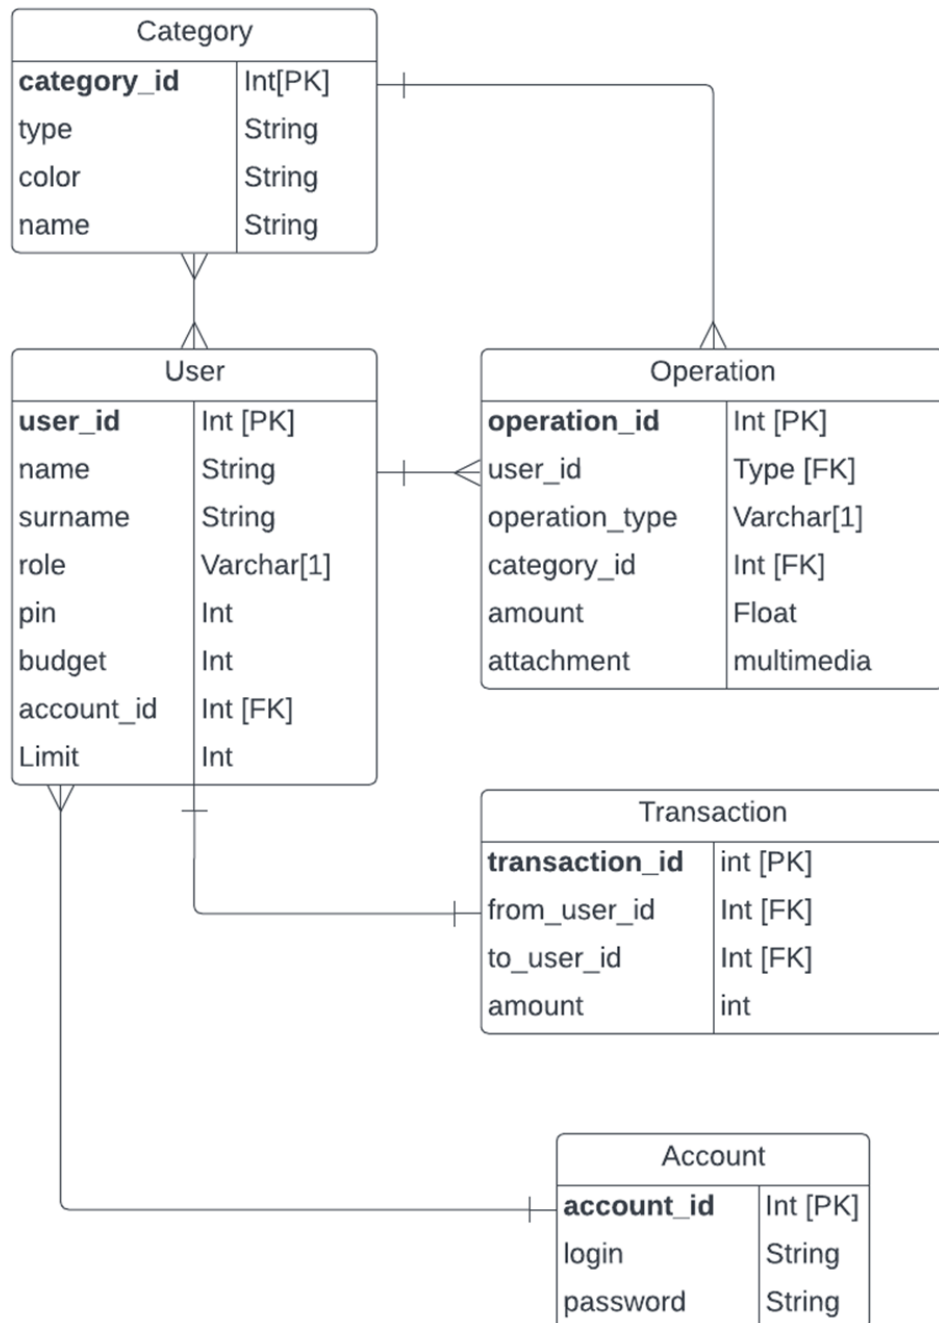 Category
category_id Int[PK]
type String
color String
name String
User
user_id Int [PK]
name String
surname String
role Varchar[1]
pin Int
budget Int
account_id Int [FK]
Limit Int
Operation
operation_id Int [PK]
user_id Type [FK]
operation_type Varchar[1]
category_id Int [FK]
amount Float
attachment multimedia
Transaction
transaction_id int [PK]
from_user_id Int [FK]
to_user_id Int [FK]
amount int
Account
account_id Int [PK]
login String
password String